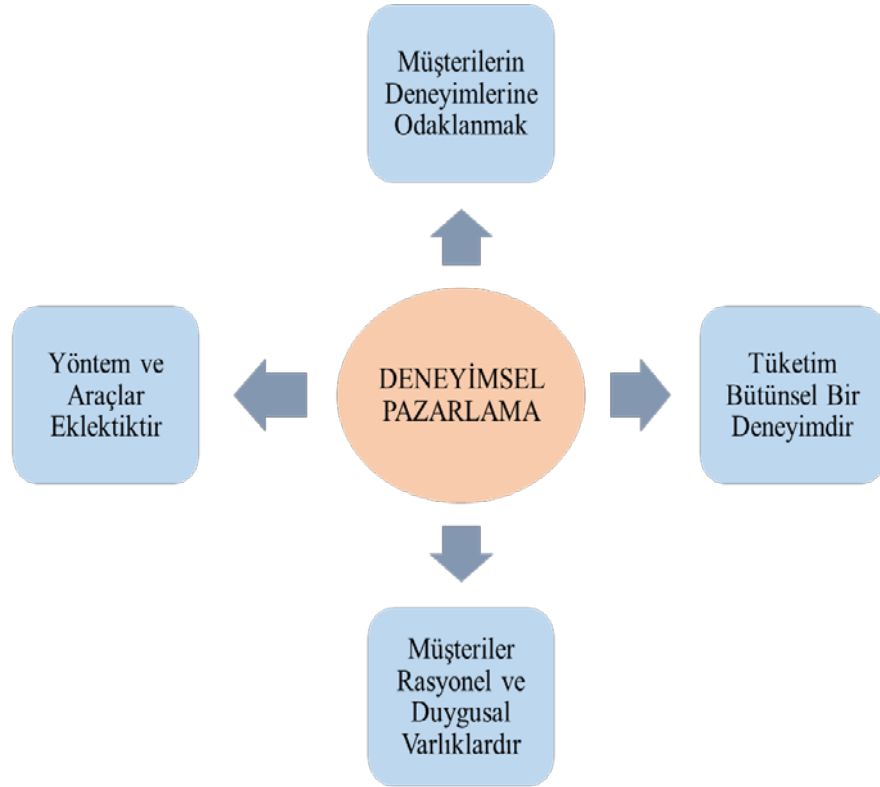 Müşterilerin
Deneyimlerine
Odaklanmak
Yöntem ve
Araçlar
Eklektiktir
DENEYİMSEL
PAZARLAMA
Tüketim
Bütünsel Bir
Deneyimdir
Müşteriler
Rasyonel ve
Duygusal
Varlıklardır